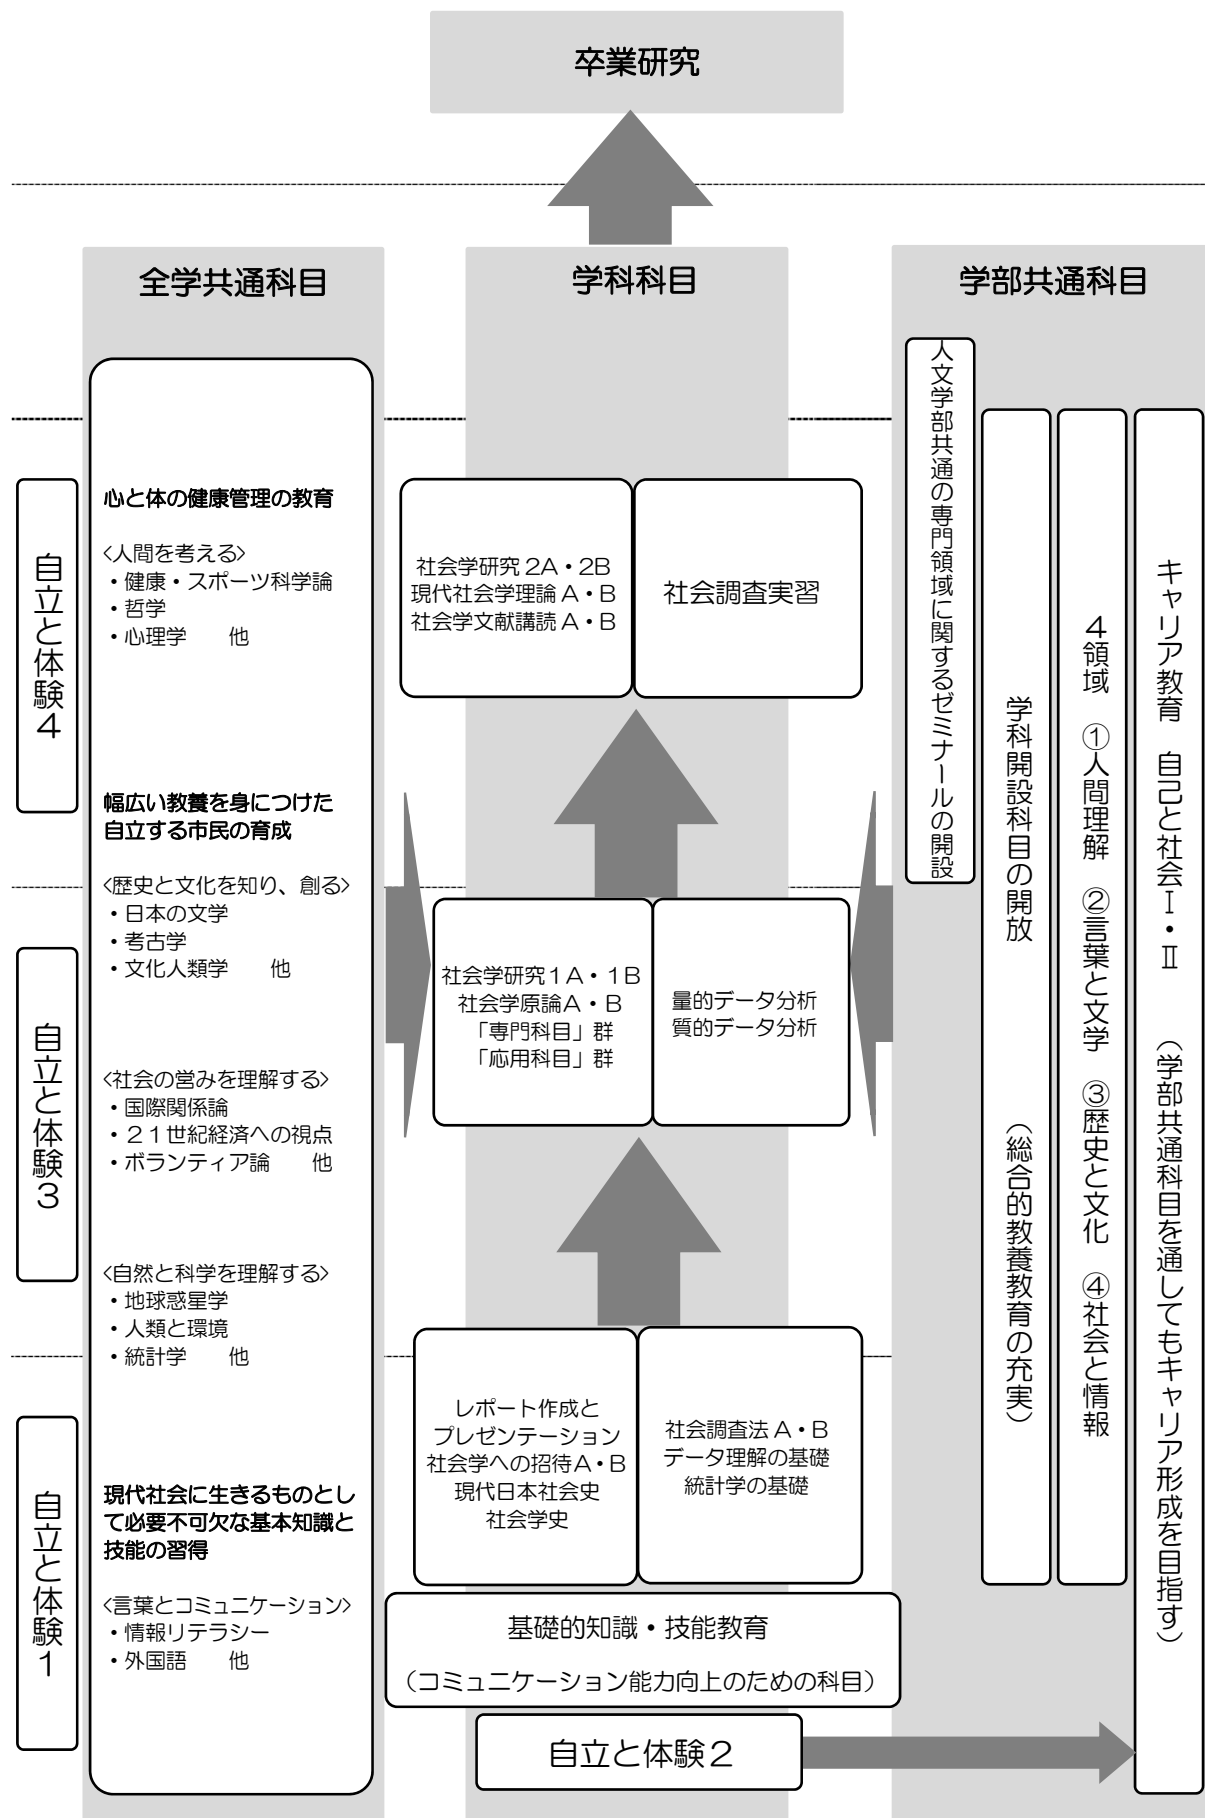 卒業研究
全学共通科目
学科科目
学部共通科目
自立と体験4
自立と体験3
自立と体験1
心と体の健康管理の教育
〈人間を考える〉
・健康・スポーツ科学論
・哲学
・心理学　　他
幅広い教養を身につけた
自立する市民の育成
〈歴史と文化を知り、創る〉
・日本の文学
・考古学
・文化人類学　　他
〈社会の営みを理解する〉
・国際関係論
・２１世紀経済への視点
・ボランティア論　　他
〈自然と科学を理解する〉
・地球惑星学
・人類と環境
・統計学　　他
現代社会に生きるものとし
て必要不可欠な基本知識と
技能の習得
〈言葉とコミュニケーション〉
・情報リテラシー
・外国語　　他
社会学研究 2A・2B
現代社会学理論 A・B
社会学文献講読 A・B
社会調査実習
社会学研究１A・１B
社会学原論A・B
「専門科目」群
「応用科目」群
量的データ分析
質的データ分析
レポート作成と
プレゼンテーション
社会学への招待A・B
現代日本社会史
社会学史
社会調査法 A・B
データ理解の基礎
統計学の基礎
基礎的知識・技能教育
（コミュニケーション能力向上のための科目）
自立と体験２
人文学部共通の専門領域に関するゼミナールの開設
学科開設科目の開放　　　（総合的教養教育の充実）
４領域　①人間理解　②言葉と文学　③歴史と文化　④社会と情報
キャリア教育　自己と社会Ⅰ・Ⅱ　　（学部共通科目を通してもキャリア形成を目指す）